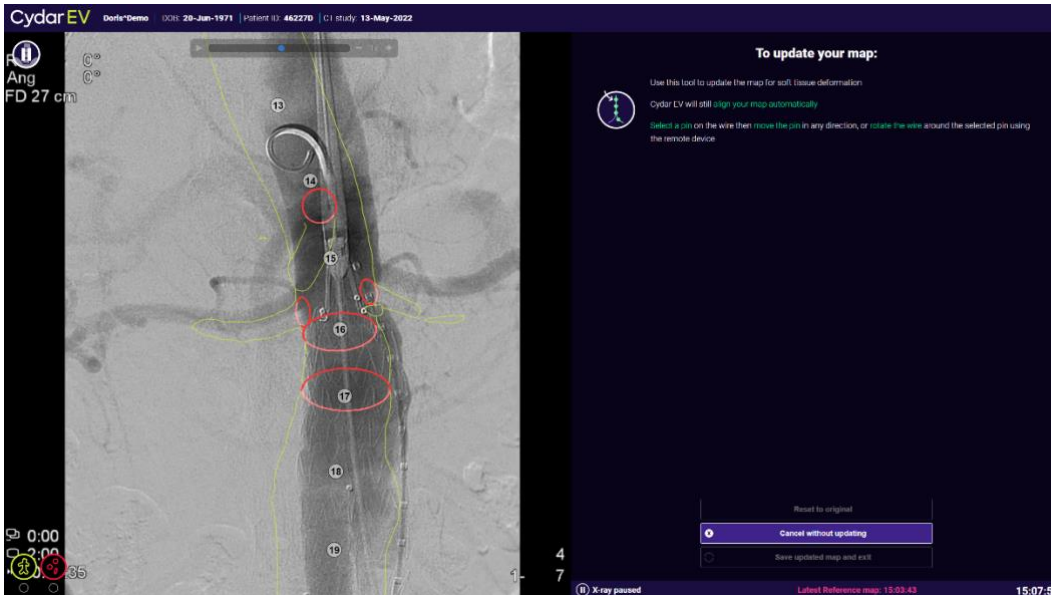 Cydar EV Doris^Demo DOB: 20-Jun-1971 Patient ID: 46227D CT study: 13-May-2022
0°
Ang 0°
FD 27 cm
13
14
15
16
17
18
19
0:00
2:00
35
4
1- 7
To update your map:
Use this tool to update the map for soft tissue deformation
Cydar EV will still align your map automatically
Select a pin on the wire then move the pin in any direction, or rotate the wire around the selected pin using
the remote device
Reset to original
Cancel without updating
Save updated map and exit
X-ray paused Latest Reference map: 15:03:43